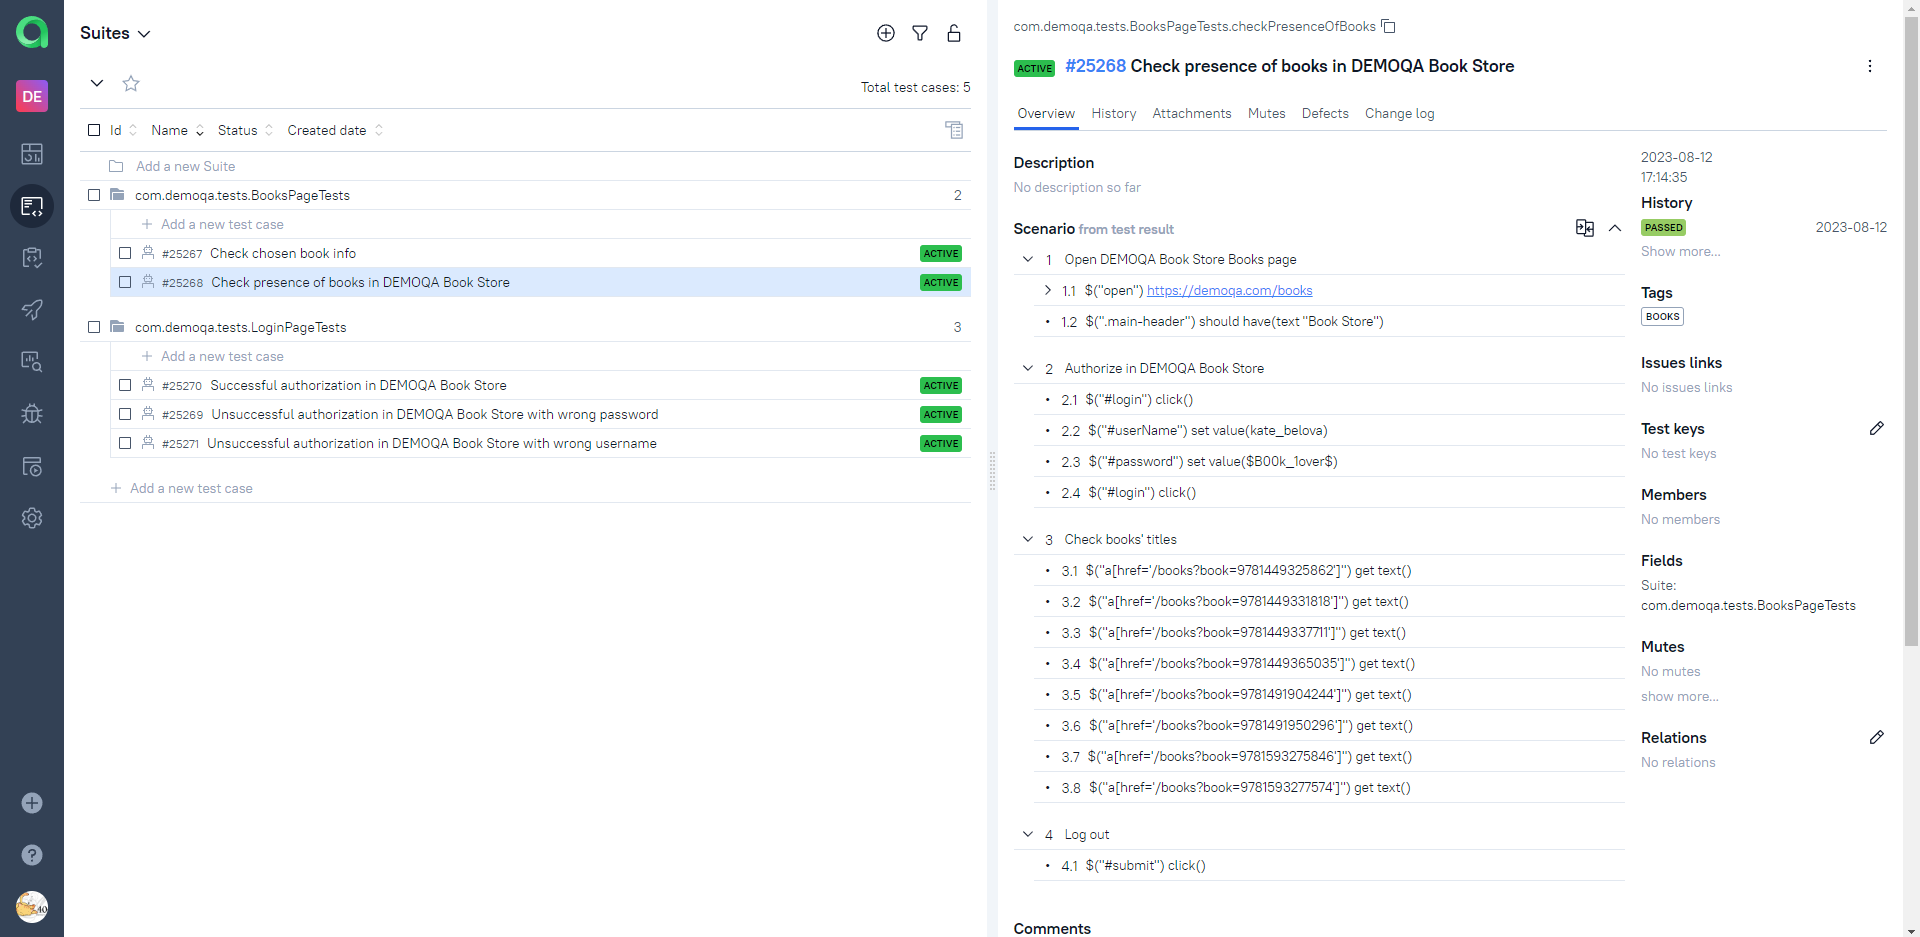 DE
Suites
Total test cases: 5
Id Name Status Created date
Add a new Suite
com.demoqa.tests.BooksPageTests 2
Add a new test case
#25267 Check chosen book info ACTIVE
#25268 Check presence of books in DEMOQA Book Store ACTIVE
com.demoqa.tests.LoginPageTests 3
Add a new test case
#25270 Successful authorization in DEMOQA Book Store ACTIVE
#25269 Unsuccessful authorization in DEMOQA Book Store with wrong password ACTIVE
#25271 Unsuccessful authorization in DEMOQA Book Store with wrong username ACTIVE
Add a new test case
com.demoqa.tests.BooksPageTests.checkPresenceOfBooks
ACTIVE #25268 Check presence of books in DEMOQA Book Store
Overview History Attachments Mutes Defects Change log
Description
No description so far
Scenario from test result
1 Open DEMOQA Book Store Books page
1.1 $("open") https://demoqa.com/books
1.2 $(".main-header") should have(text "Book Store")
2 Authorize in DEMOQA Book Store
2.1 $("#login") click()
2.2 $("#userName") set value(kate_belova)
2.3 $("#password") set value($B00k_1over$)
2.4 $("#login") click()
3 Check books' titles
3.1 $("a[href='/books?book=9781449325862']") get text()
3.2 $("a[href='/books?book=9781449331818']") get text()
3.3 $("a[href='/books?book=9781449337711']") get text()
3.4 $("a[href='/books?book=9781449365035']") get text()
3.5 $("a[href='/books?book=9781491904244']") get text()
3.6 $("a[href='/books?book=9781491950296']") get text()
3.7 $("a[href='/books?book=9781593275846']") get text()
3.8 $("a[href='/books?book=9781593277574']") get text()
4 Log out
4.1 $("#submit") click()
Comments
2023-08-12
17:14:35
History
PASSED 2023-08-12
Show more...
Tags
BOOKS
Issues links
No issues links
Test keys
No test keys
Members
No members
Fields
Suite:
com.demoqa.tests.BooksPageTests
Mutes
No mutes
show more...
Relations
No relations